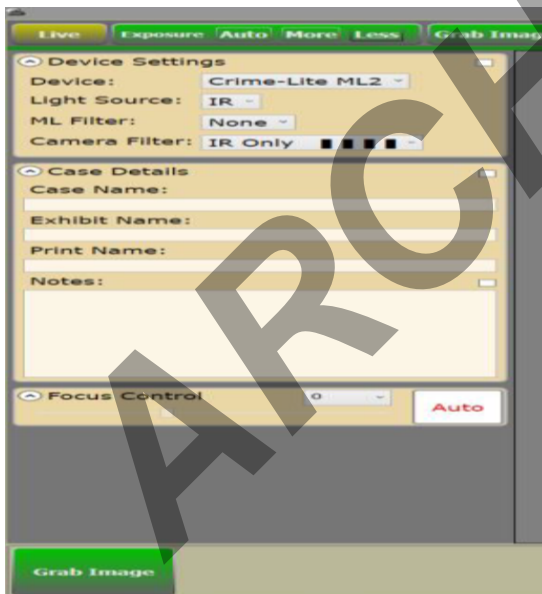 Live Exposure Auto More Less Grab Imag
Device Settings
Device: Crime-Lite ML2
Light Source: IR
ML Filter: None
Camera Filter: IR Only
Case Details
Case Name:
Exhibit Name:
Print Name:
Notes:
Focus Control 0 Auto
Grab Image
ARCH